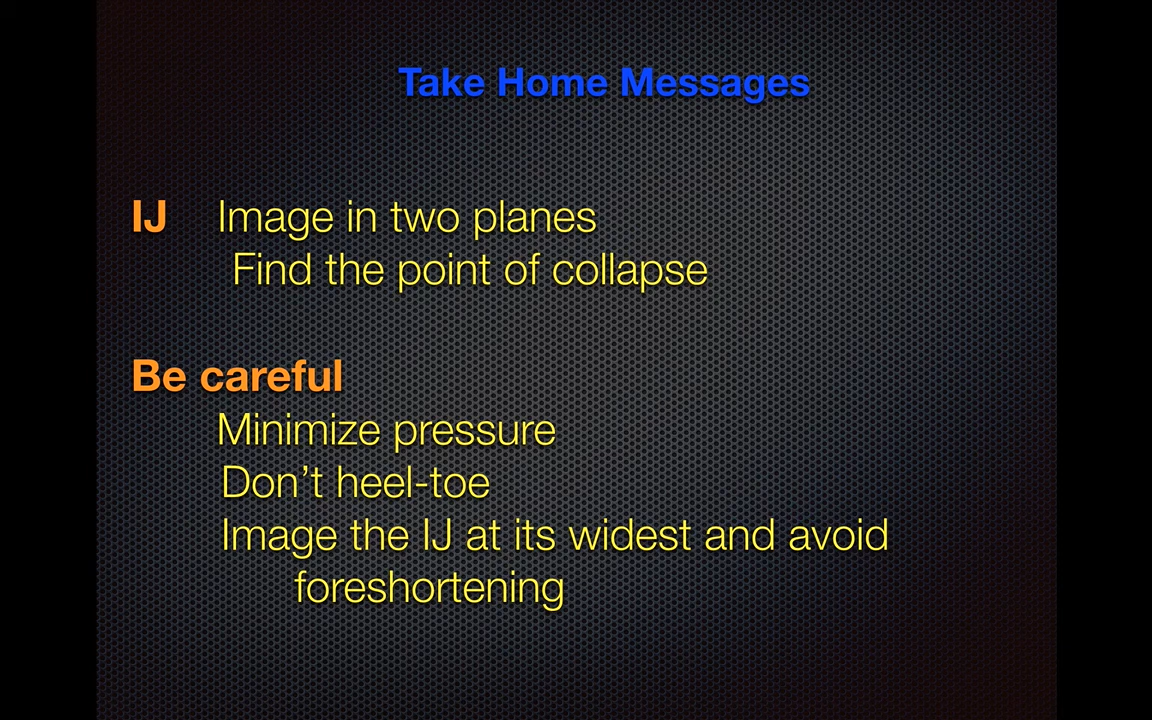 Take Home Messages
IJ Image in two planes
Find the point of collapse
Be careful
Minimize pressure
Don’t heel-toe
Image the IJ at its widest and avoid
foreshortening